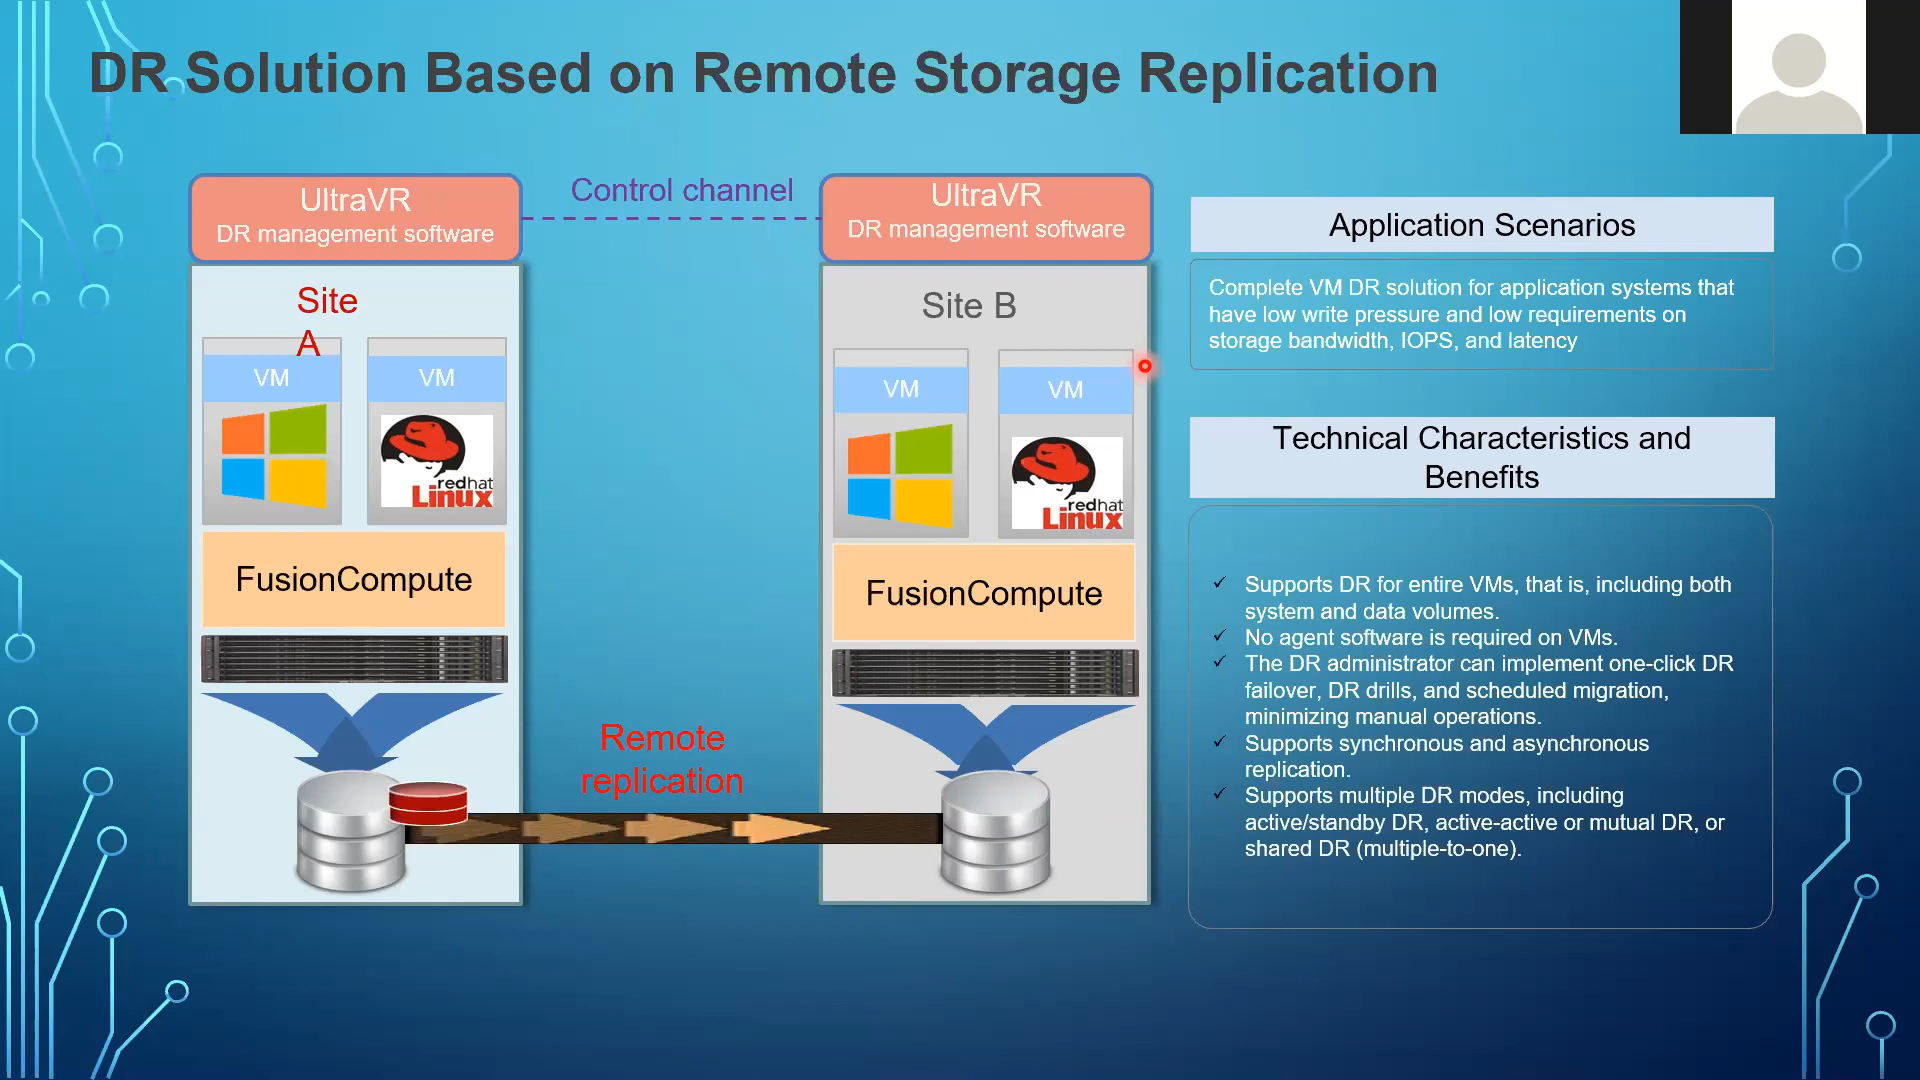 DR Solution Based on Remote Storage Replication
UltraVR
DR management software
Control channel
UltraVR
DR management software
Site
A
VM
VM
redhat
Linux
FusionCompute
Remote
replication
Site B
VM
VM
redhat
Linux
FusionCompute
Application Scenarios
Complete VM DR solution for application systems that
have low write pressure and low requirements on
storage bandwidth, IOPS, and latency
Technical Characteristics and
Benefits
✓ Supports DR for entire VMs, that is, including both
system and data volumes.
✓ No agent software is required on VMs.
✓ The DR administrator can implement one-click DR
failover, DR drills, and scheduled migration,
minimizing manual operations.
✓ Supports synchronous and asynchronous
replication.
✓ Supports multiple DR modes, including
active/standby DR, active-active or mutual DR, or
shared DR (multiple-to-one).